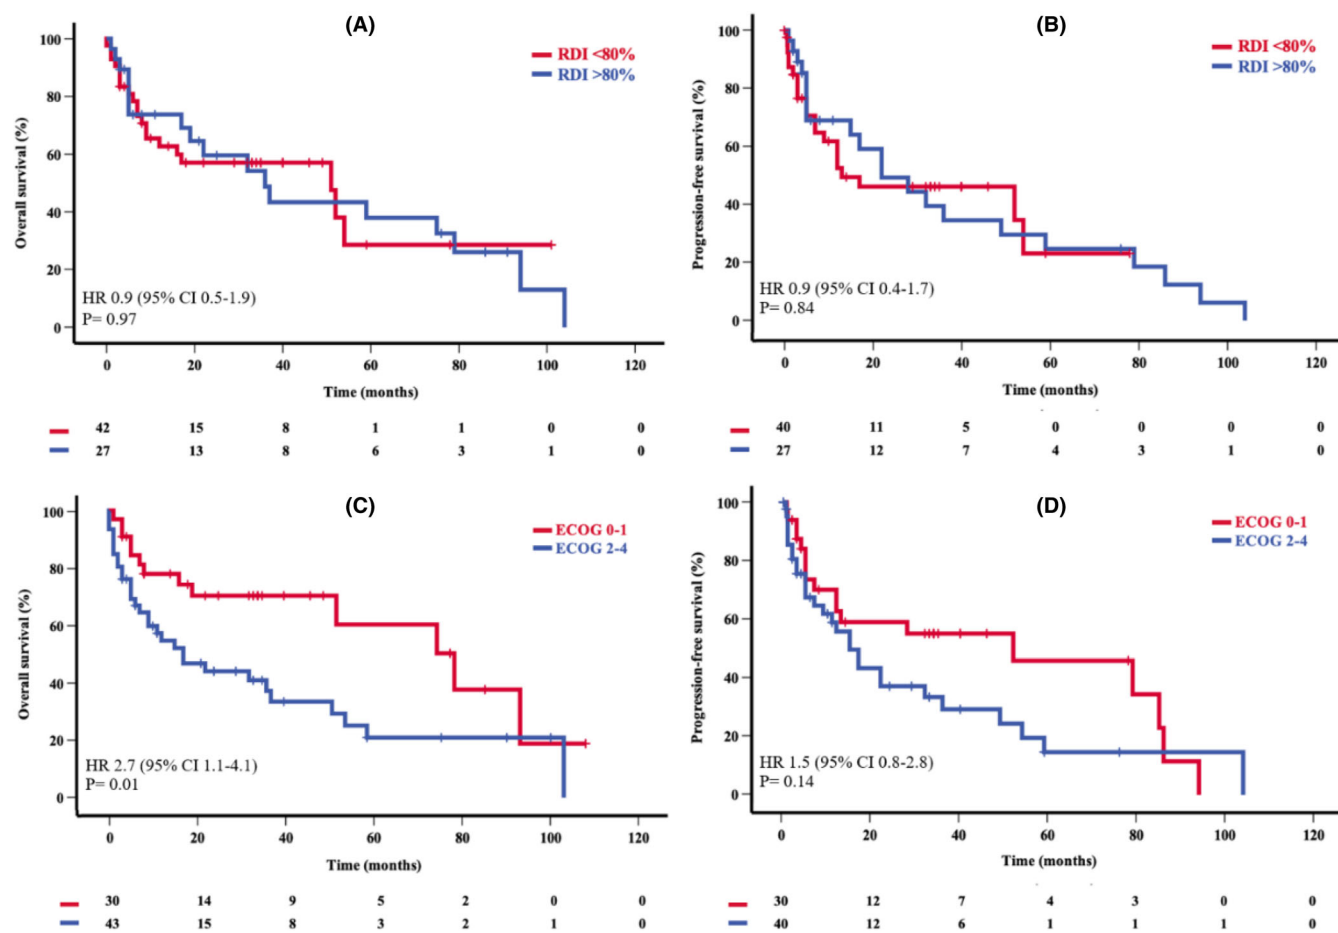 (A)
RDI <80%
RDI >80%
Overall survival (%)
100
80
60
40
20
0
HR 0.9 (95% CI 0.5-1.9)
P= 0.97
0 20 40 60 80 100 120
Time (months)
42 15 8 1 1 0 0
27 13 8 6 3 1 0
(B)
RDI <80%
RDI >80%
Progression-free survival (%)
100
80
60
40
20
0
HR 0.9 (95% CI 0.4-1.7)
P= 0.84
0 20 40 60 80 100 120
Time (months)
40 11 5 0 0 0 0
27 12 7 4 3 1 0
(C)
ECOG 0-1
ECOG 2-4
Overall survival (%)
100
80
60
40
20
0
HR 2.7 (95% CI 1.1-4.1)
P= 0.01
0 20 40 60 80 100 120
Time (months)
30 14 9 5 2 0 0
43 15 8 3 2 1 0
(D)
ECOG 0-1
ECOG 2-4
Progression-free survival (%)
100
80
60
40
20
0
HR 1.5 (95% CI 0.8-2.8)
P= 0.14
0 20 40 60 80 100 120
Time (months)
30 12 7 4 3 0 0
40 12 6 1 1 1 0